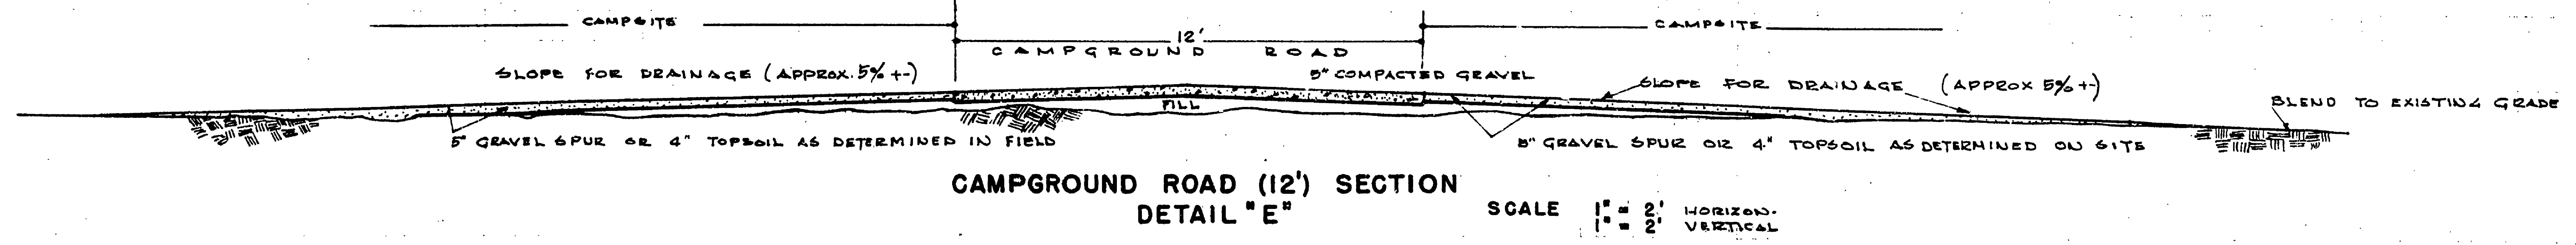 CAMPSITE
CAMPSITE
12'
CAMPGROUND ROAD
SLOPE FOR DRAINAGE (APPROX. 5% +-)
5" COMPACTED GRAVEL
SLOPE FOR DRAINAGE (APPROX 5% +-)
FILL
BLEND TO EXISTING GRADE
5" GRAVEL SPUR OR 4" TOPSOIL AS DETERMINED IN FIELD
5" GRAVEL SPUR OR 4" TOPSOIL AS DETERMINED ON SITE
CAMPGROUND ROAD (12') SECTION
DETAIL "E"
SCALE 1" = 2' HORIZON.
1" = 2' VERTICAL